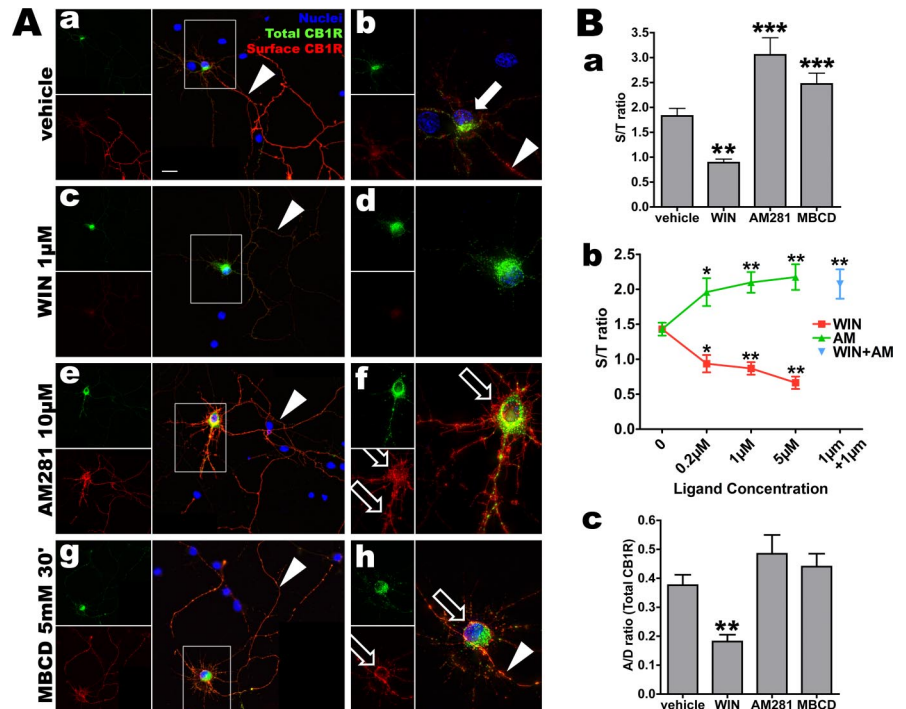 A
a
Nuclei
Total CB1R
Surface CB1R
b
vehicle
c
d
WIN 1µM
e
f
AM281 10µM
g
h
MBCD 5mM 30'
B
a
S/T ratio
4.0
3.5
3.0
2.5
2.0
1.5
1.0
0.5
0.0
**
***
***
vehicle WIN AM281 MBCD
b
S/T ratio
2.5
2.0
1.5
1.0
0.5
0
* ** ** **
* ** **
WIN
AM
WIN+AM
0 0.2µM 1µM 5µM 1µm +1µm
Ligand Concentration
c
A/D ratio (Total CB1R)
0.6
0.5
0.4
0.3
0.2
0.1
0.0
**
vehicle WIN AM281 MBCD